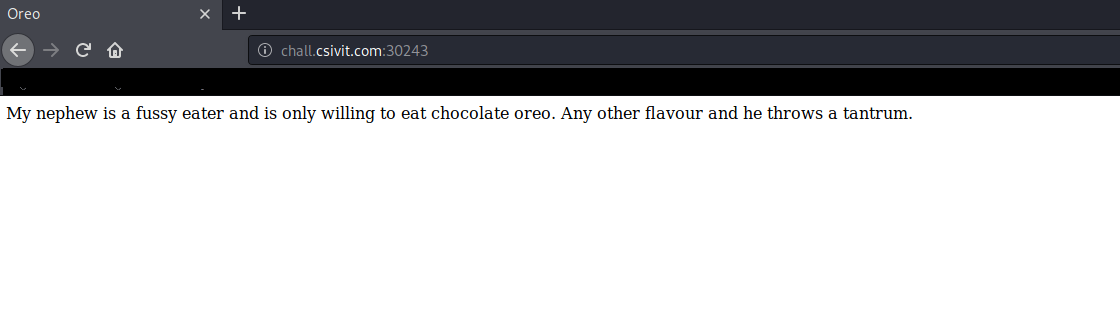 Oreo
chall.csivit.com:30243
My nephew is a fussy eater and is only willing to eat chocolate oreo. Any other flavour and he throws a tantrum.